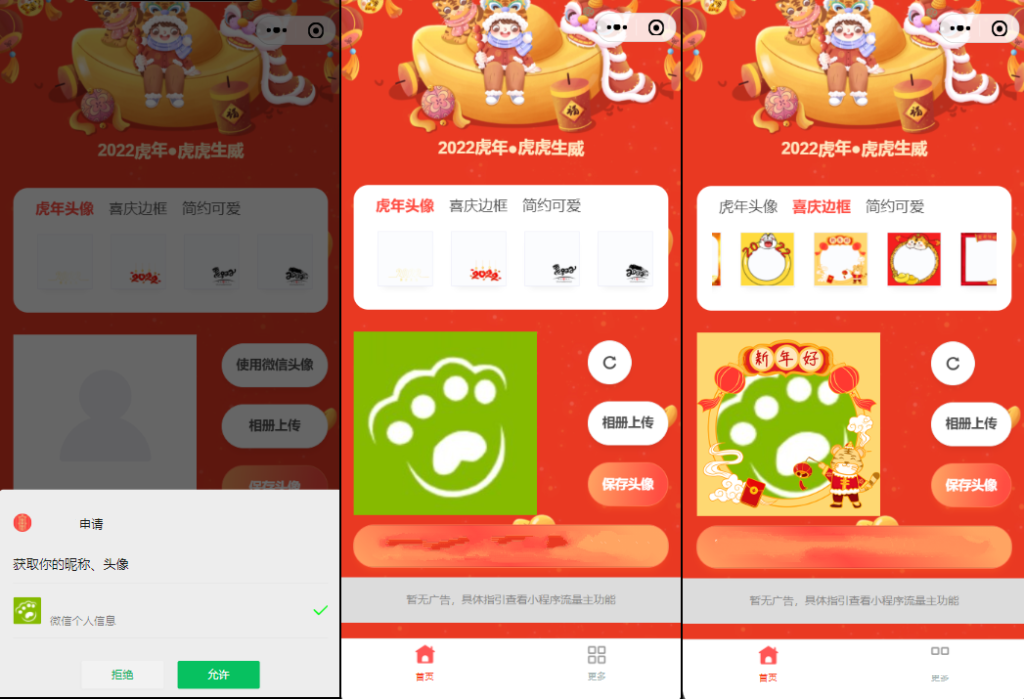 2022虎年●虎虎生威
虎年头像 喜庆边框 简约可爱
2022
使用微信头像
相册上传
保存头像
申请
获取你的昵称、头像
微信个人信息
拒绝 允许
福
2022虎年●虎虎生威
虎年头像 喜庆边框 简约可爱
2022
相册上传
保存头像
暂无广告，具体指引查看小程序流量主功能
首页 更多
福
2022虎年●虎虎生威
虎年头像 喜庆边框 简约可爱
2022
新年好
相册上传
保存头像
暂无广告，具体指引查看小程序流量主功能
首页 更多